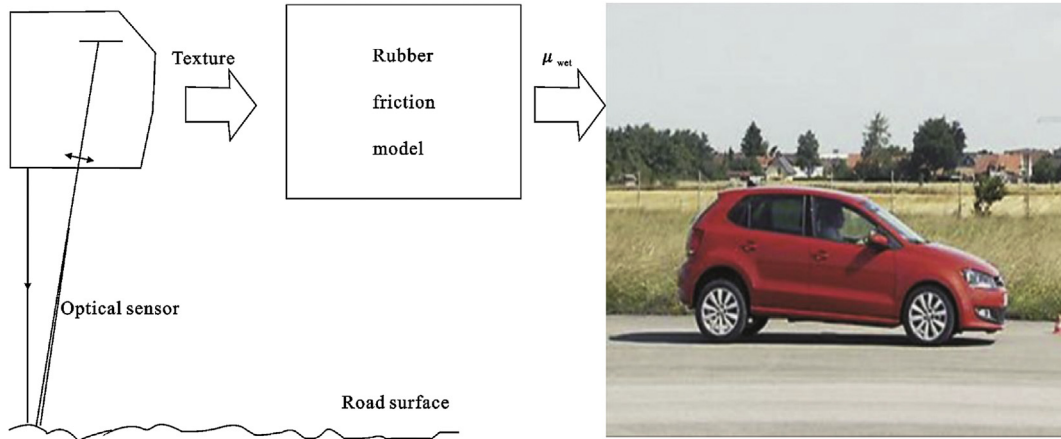 Texture
Rubber
friction
model
μ wet
Optical sensor
Road surface